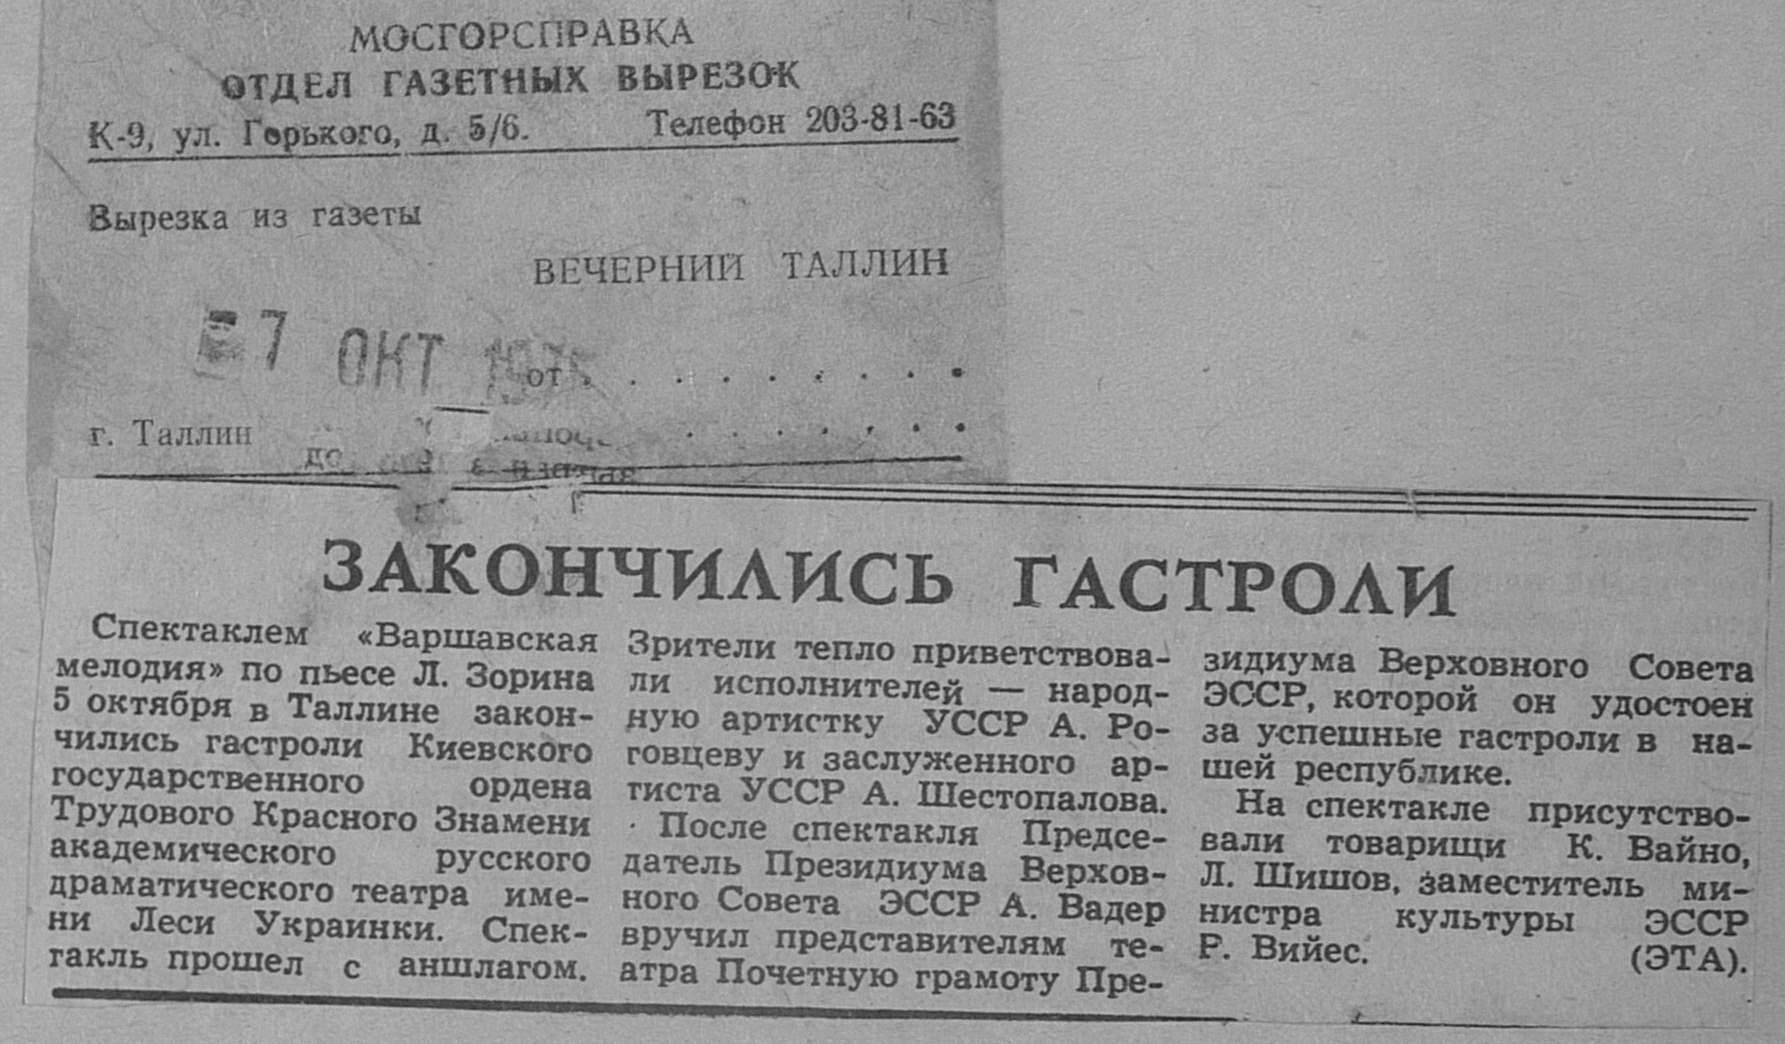 МОСГОРСПРАВКА
ОТДЕЛ ГАЗЕТНЫХ ВЫРЕЗОК
К-9, ул. Горького, д. 5/6. Телефон 203-81-63
Вырезка из газеты
ВЕЧЕРНИЙ ТАЛЛИН
7 ОКТ от . . . . . . . . .
г. Таллин . . . . . . .
ЗАКОНЧИЛИСЬ ГАСТРОЛИ
Спектаклем «Варшавская
мелодия» по пьесе Л. Зорина
5 октября в Таллине закон-
чились гастроли Киевского
государственного ордена
Трудового Красного Знамени
академического русского
драматического театра име-
ни Леси Украинки. Спек-
такль прошел с аншлагом.
Зрители тепло приветствова-
ли исполнителей — народ-
ную артистку УССР А. Ро-
говцеву и заслуженного ар-
тиста УССР А. Шестопалова.
После спектакля Предсе-
датель Президиума Верхов-
ного Совета ЭССР А. Вадер
вручил представителям те-
атра Почетную грамоту Пре-
зидиума Верховного Совета
ЭССР, которой он удостоен
за успешные гастроли в на-
шей республике.
На спектакле присутство-
вали товарищи К. Вайно,
Л. Шишов, заместитель ми-
нистра культуры ЭССР
Р. Вийес. (ЭТА).